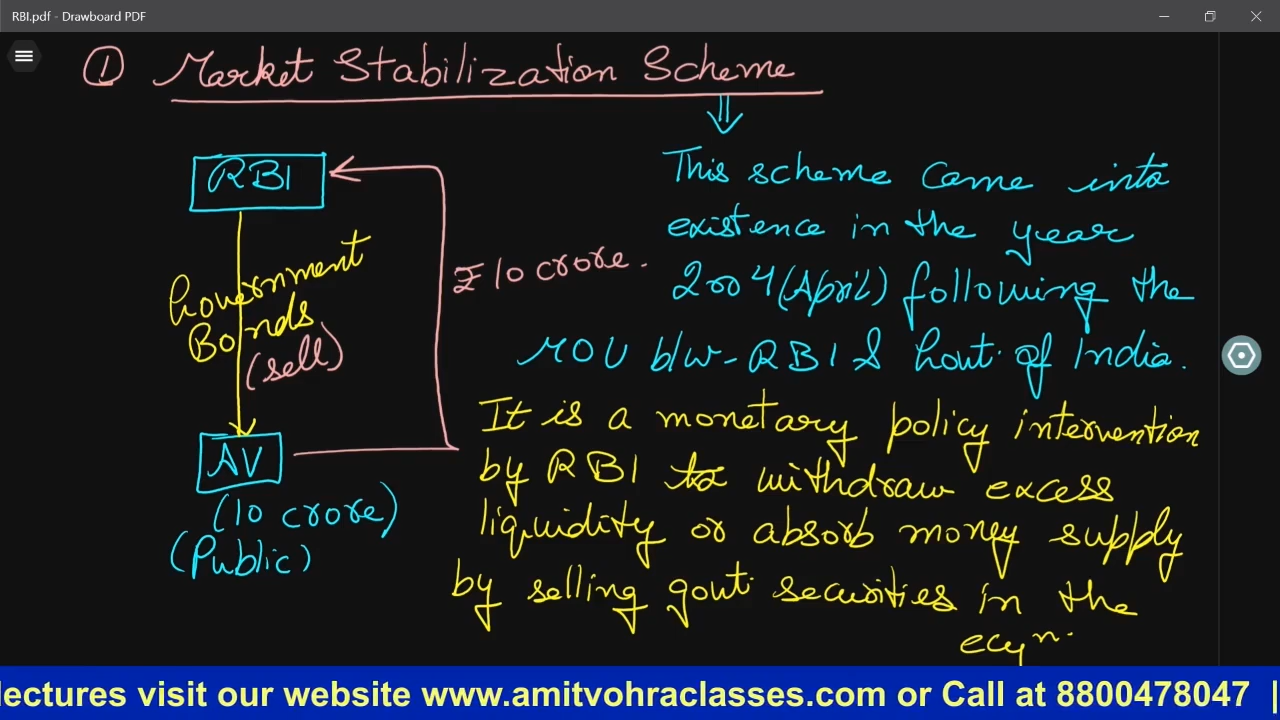 RBI.pdf - Drawboard PDF
① Market Stabilization Scheme
RBI
Government
Bonds
(sell)
AV
(10 crore)
(Public)
₹10 crore.
This scheme came into
existence in the year
2004 (April) following the
MOU b/w RBI & Govt. of India.
It is a monetary policy intervention
by RBI to withdraw excess
liquidity or absorb money supply
by selling govt. securities in the
ecyn.
lectures visit our website www.amitvohraclasses.com or Call at 8800478047 |